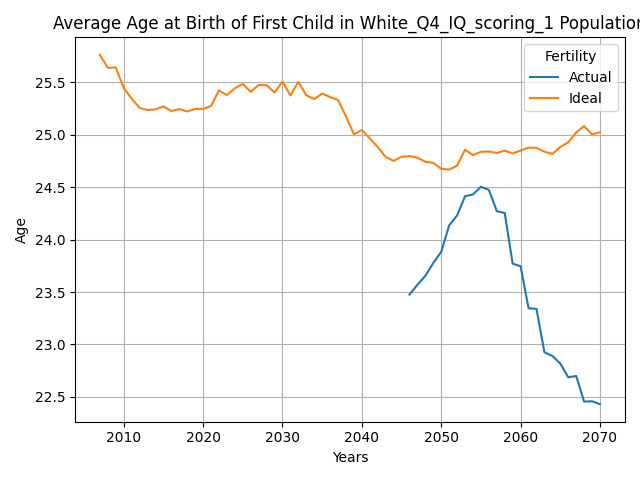 Average Age at Birth of First Child in White_Q4_IQ_scoring_1 Population
Fertility
Actual
Ideal
25.5
25.0
24.5
24.0
23.5
23.0
22.5
Age
2010
2020
2030
2040
2050
2060
2070
Years